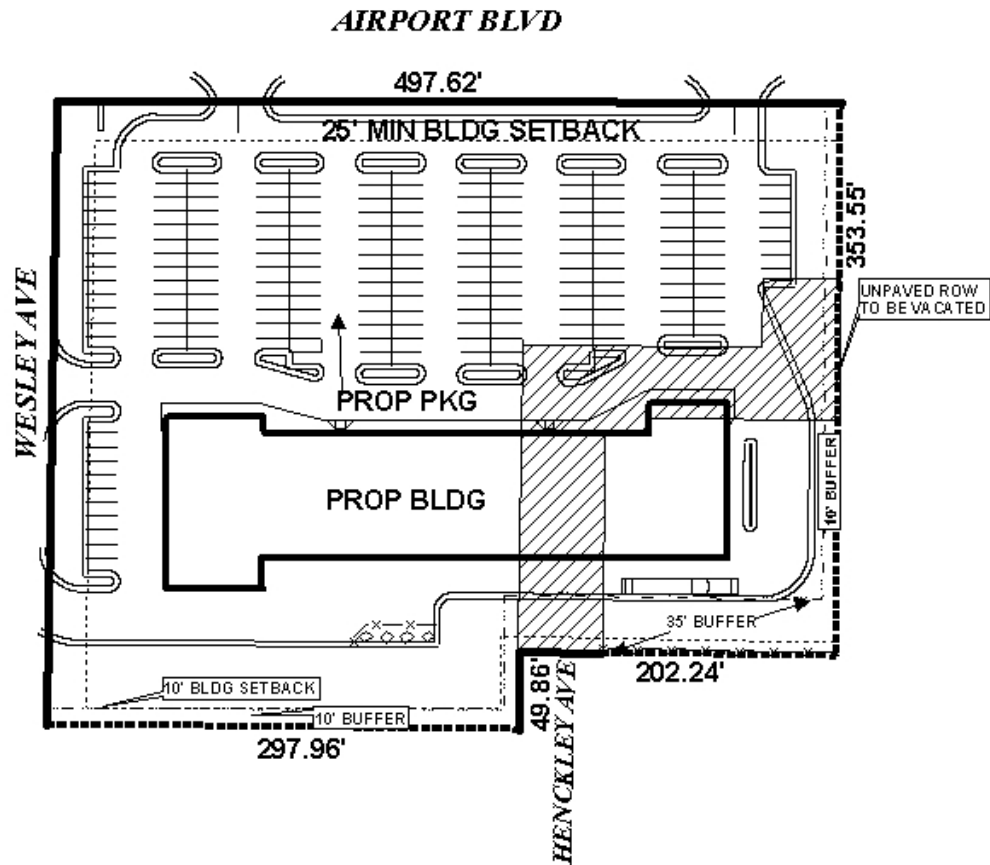 AIRPORT BLVD
497.62'
25' MIN BLDG SETBACK
353.55'
WESLEY AVE
UNPAVED ROW
TO BE VACATED
PROP PKG
PROP BLDG
10' BUFFER
35' BUFFER
202.24'
49.86'
10' BLDG SETBACK
10' BUFFER
297.96'
HENCKLEY AVE